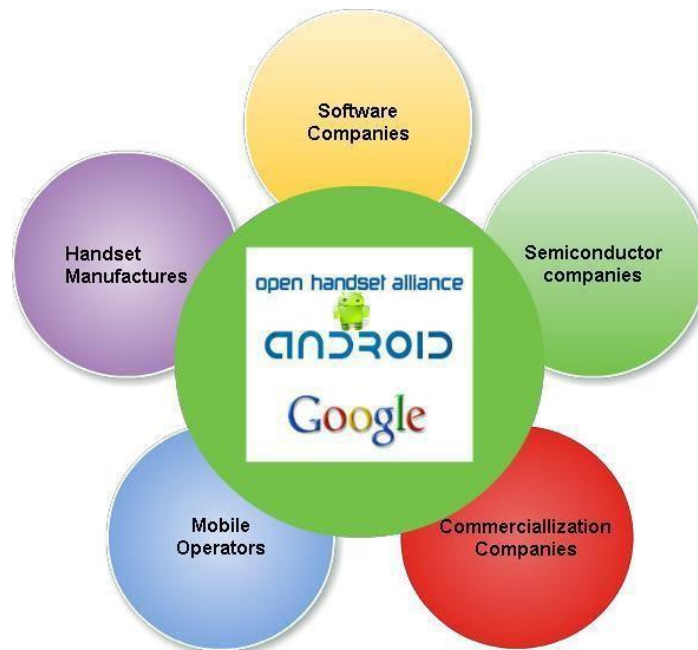 Software
Companies
Handset
Manufactures
Semiconductor
companies
open handset alliance
ANDROID
Google
Mobile
Operators
Commerciallization
Companies